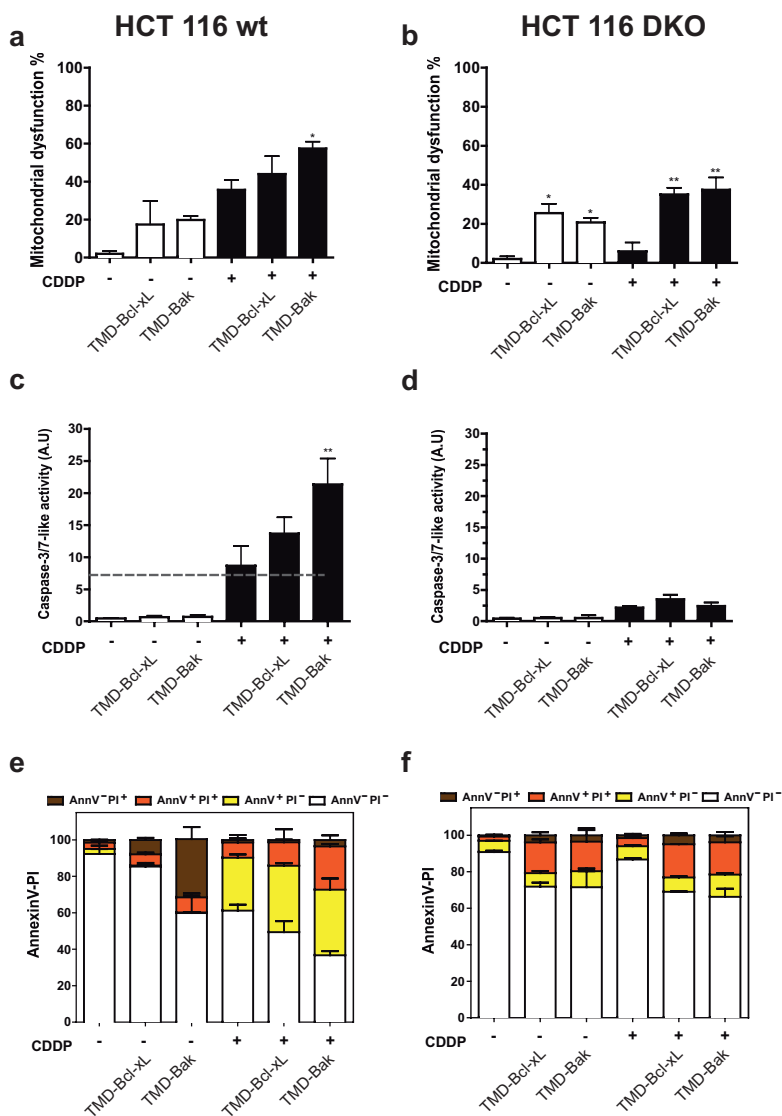 HCT 116 wt
HCT 116 DKO
a
b
Mitochondrial dysfunction %
100
80
60
40
20
0
*
CDDP
- - - + + +
TMD-Bcl-xL
TMD-Bak
TMD-Bcl-xL
TMD-Bak
Mitochondrial dysfunction %
100
80
60
40
20
0
* * ** **
CDDP
- - - + + +
TMD-Bcl-xL
TMD-Bak
TMD-Bcl-xL
TMD-Bak
c
d
Caspase-3/7-like activity (A.U)
30
25
20
15
10
5
0
**
CDDP
- - - + + +
TMD-Bcl-xL
TMD-Bak
TMD-Bcl-xL
TMD-Bak
Caspase-3/7-like activity (A.U)
30
25
20
15
10
5
0
CDDP
- - - + + +
TMD-Bcl-xL
TMD-Bak
TMD-Bcl-xL
TMD-Bak
e
f
AnnV⁻PI⁺ AnnV⁺PI⁺ AnnV⁺PI⁻ AnnV⁻PI⁻
AnnexinV-PI
100
80
60
40
20
0
CDDP
- - - + + +
TMD-Bcl-xL
TMD-Bak
TMD-Bcl-xL
TMD-Bak
AnnV⁻PI⁺ AnnV⁺PI⁺ AnnV⁺PI⁻ AnnV⁻PI⁻
AnnexinV-PI
100
80
60
40
20
0
CDDP
- - - + + +
TMD-Bcl-xL
TMD-Bak
TMD-Bcl-xL
TMD-Bak